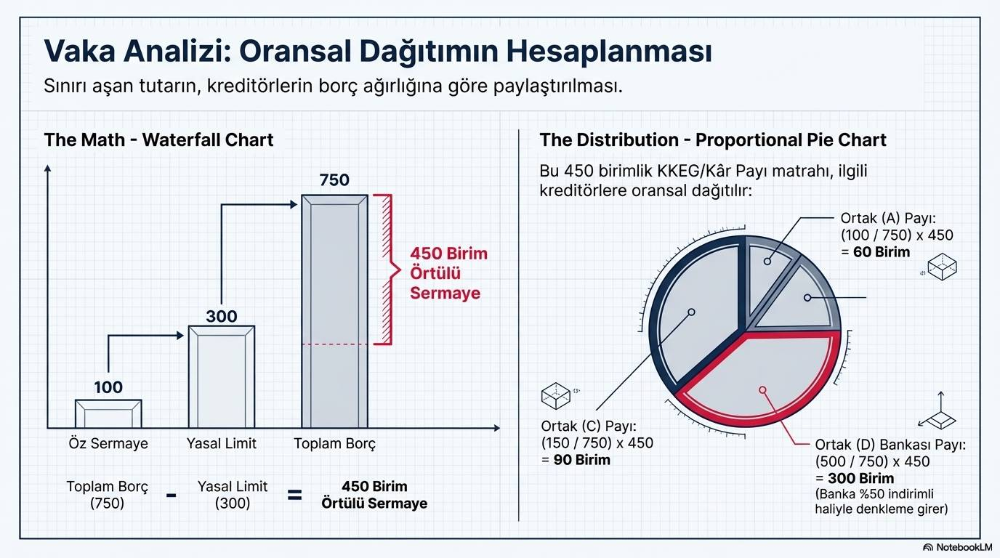 Vaka Analizi: Oransal Dağıtımın Hesaplanması
Sınırı aşan tutarın, kreditörlerin borç ağırlığına göre paylaştırılması.
The Math - Waterfall Chart
750
300
100
450 Birim
Örtülü
Sermaye
Öz Sermaye
Yasal Limit
Toplam Borç
Toplam Borç
(750)
-
Yasal Limit
(300)
=
450 Birim
Örtülü Sermaye
The Distribution - Proportional Pie Chart
Bu 450 birimlik KKEG/Kâr Payı matrahı, ilgili
kreditörlere oransal dağıtılır:
Ortak (A) Payı:
(100 / 750) x 450
= 60 Birim
Ortak (C) Payı:
(150 / 750) x 450
= 90 Birim
Ortak (D) Bankası Payı:
(500 / 750) x 450
= 300 Birim
(Banka %50 indirimli
haliyle denkleme girer)
NotebookLM